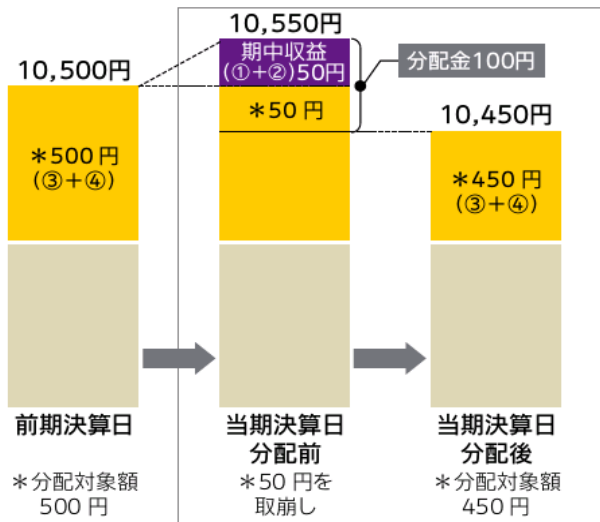 10,500円
＊500円
(③＋④)
前期決算日
＊分配対象額
500円
10,550円
期中収益
(①＋②)50円
＊50円
分配金100円
当期決算日
分配前
＊50円を
取崩し
10,450円
＊450円
(③＋④)
当期決算日
分配後
＊分配対象額
450円